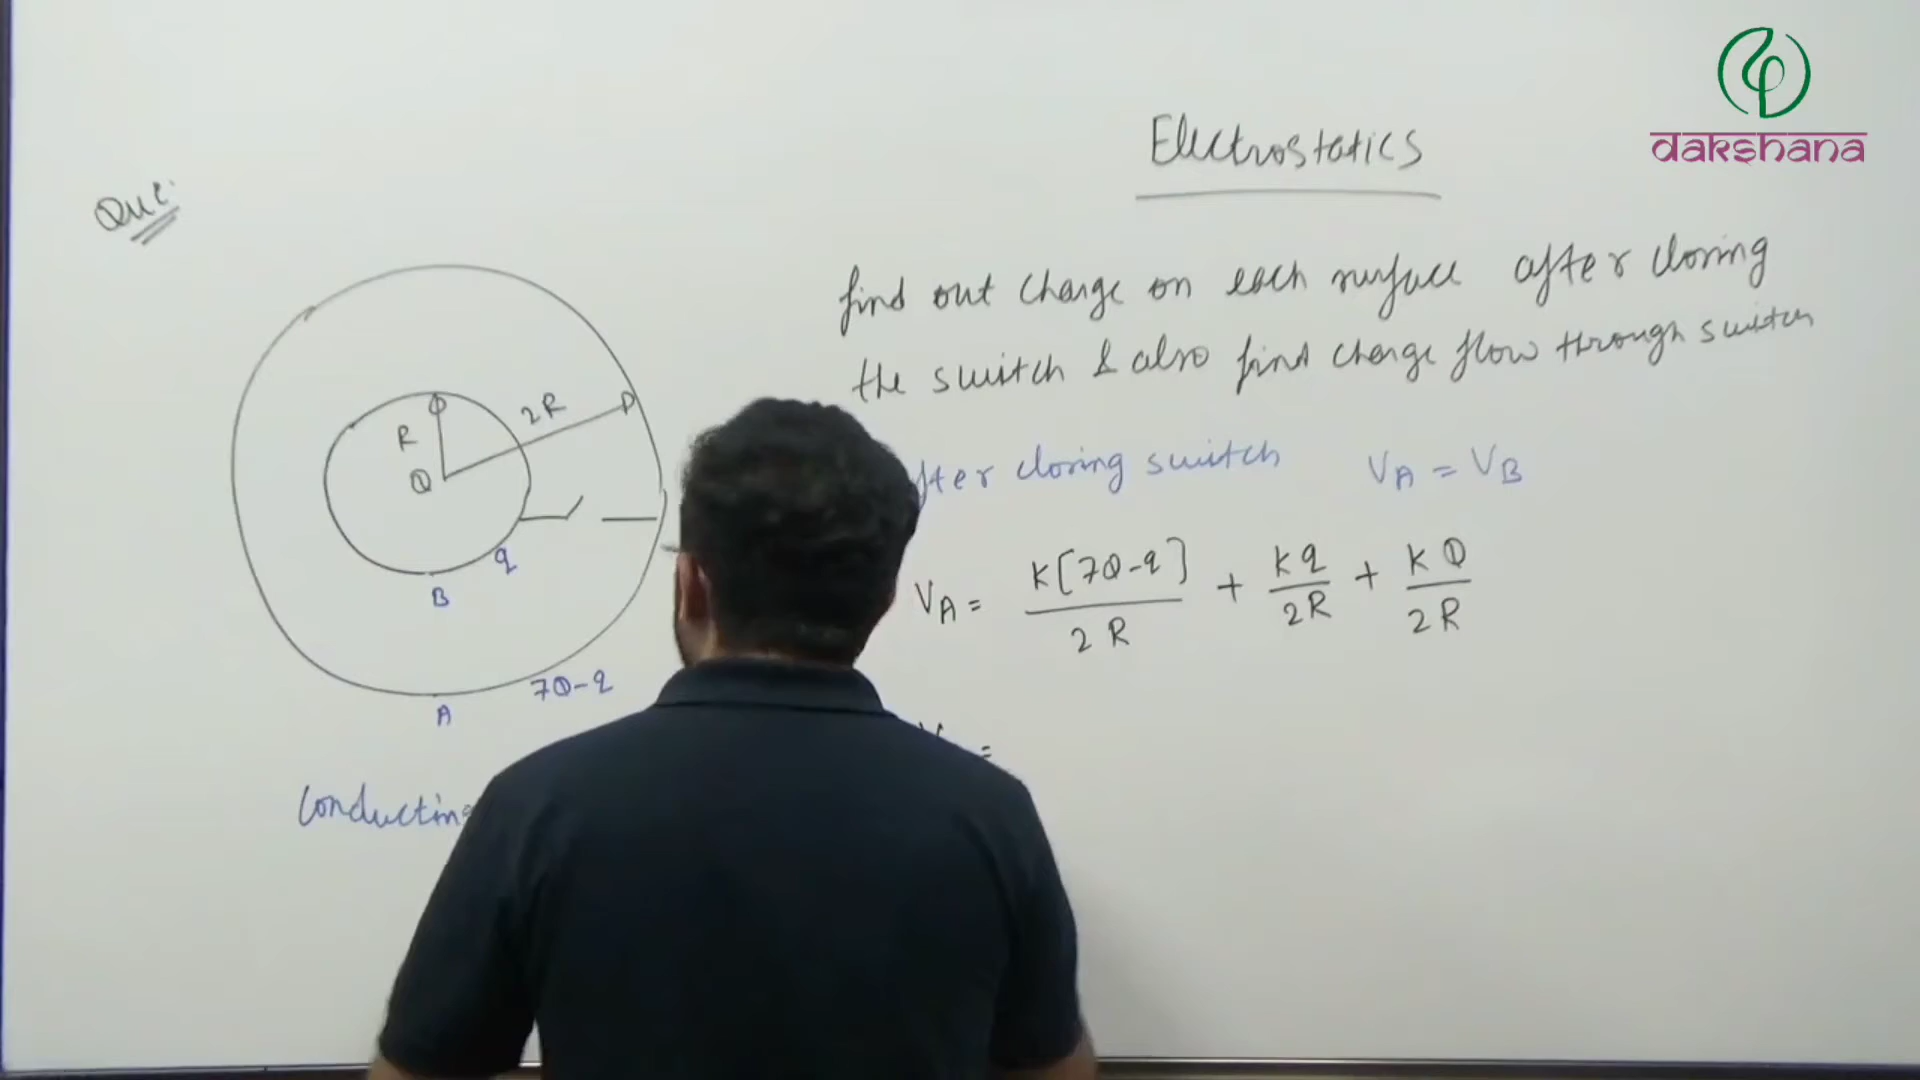 dakshana
Electrostatics
Que:
find out charge on each surface after closing
the switch & also find charge flow through switch
R
2R
Q
q
B
7Q-q
A
conducting
after closing switch V_A = V_B
V_A = K[7Q-q]/2R + Kq/2R + KQ/2R
=